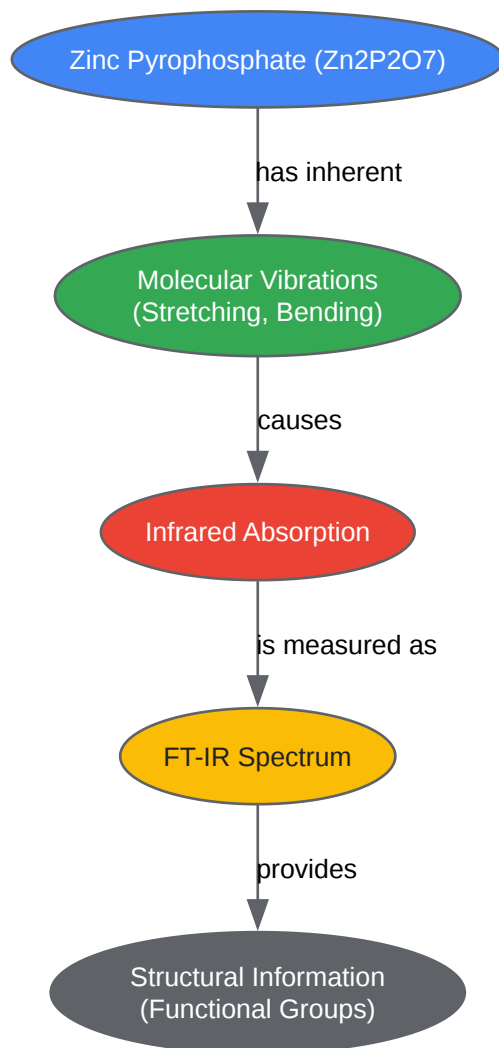 Zinc Pyrophosphate (Zn2P2O7)
has inherent
Molecular Vibrations
(Stretching, Bending)
causes
Infrared Absorption
is measured as
FT-IR Spectrum
provides
Structural Information
(Functional Groups)